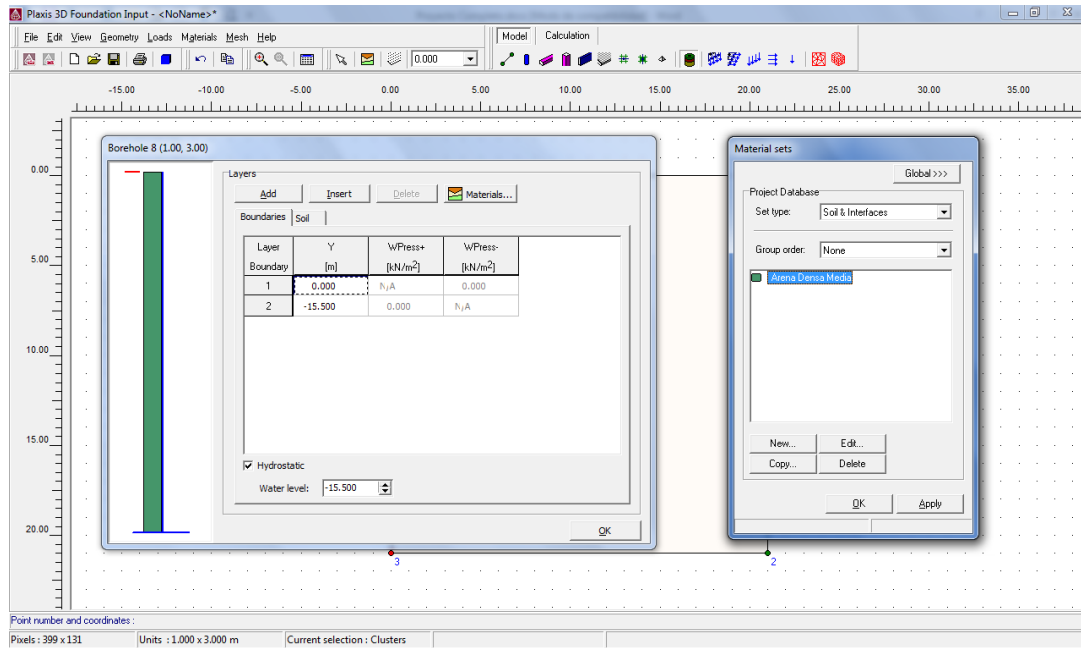 Plaxis 3D Foundation Input - <NoName>*
File Edit View Geometry Loads Materials Mesh Help
Model Calculation
0.000
-15.00 -10.00 -5.00 0.00 5.00 10.00 15.00 20.00 25.00 30.00 35.00
0.00
5.00
10.00
15.00
20.00
Borehole 8 (1.00, 3.00)
Layers
Add Insert Delete Materials...
Boundaries Soil
Layer Y WPress+ WPress-
Boundary [m] [kN/m2] [kN/m2]
1 0.000 N/A 0.000
2 -15.500 0.000 N/A
Hydrostatic
Water level: -15.500
OK
Material sets
Global >>>
Project Database
Set type: Soil & Interfaces
Group order: None
Arena Densa Media
New... Edit...
Copy... Delete
OK Apply
3 2
Point number and coordinates :
Pixels : 399 x 131 Units : 1.000 x 3.000 m Current selection : Clusters